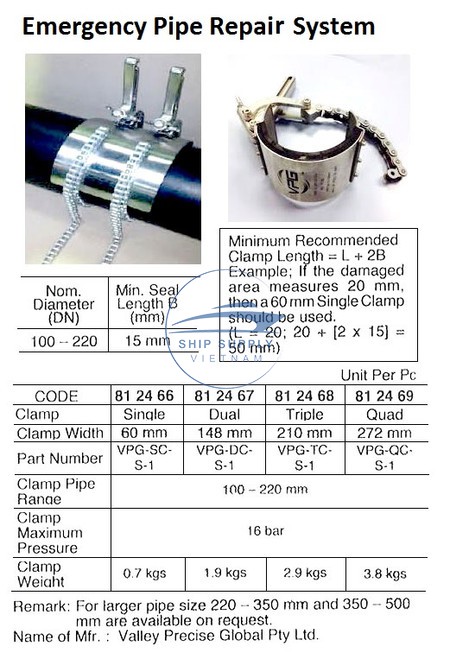 Emergency Pipe Repair System
VPG
Nom.
Diameter
(DN)
Min. Seal
Length B
(mm)
100 -- 220
15 mm
Minimum Recommended
Clamp Length = L + 2B
Example; If the damaged
area measures 20 mm,
then a 60 mm Single Clamp
should be used.
(L = 20; 20 + [2 x 15] =
50 mm)
SHIP SUPPLY
VIETNAM
Unit Per Pc
CODE 81 24 66 81 24 67 81 24 68 81 24 69
Clamp Single Dual Triple Quad
Clamp Width 60 mm 148 mm 210 mm 272 mm
Part Number VPG-SC-S-1 VPG-DC-S-1 VPG-TC-S-1 VPG-QC-S-1
Clamp Pipe
Range
100 – 220 mm
Clamp
Maximum
Pressure
16 bar
Clamp
Weight
0.7 kgs 1.9 kgs 2.9 kgs 3.8 kgs
Remark: For larger pipe size 220 – 350 mm and 350 – 500
mm are available on request.
Name of Mfr. : Valley Precise Global Pty Ltd.